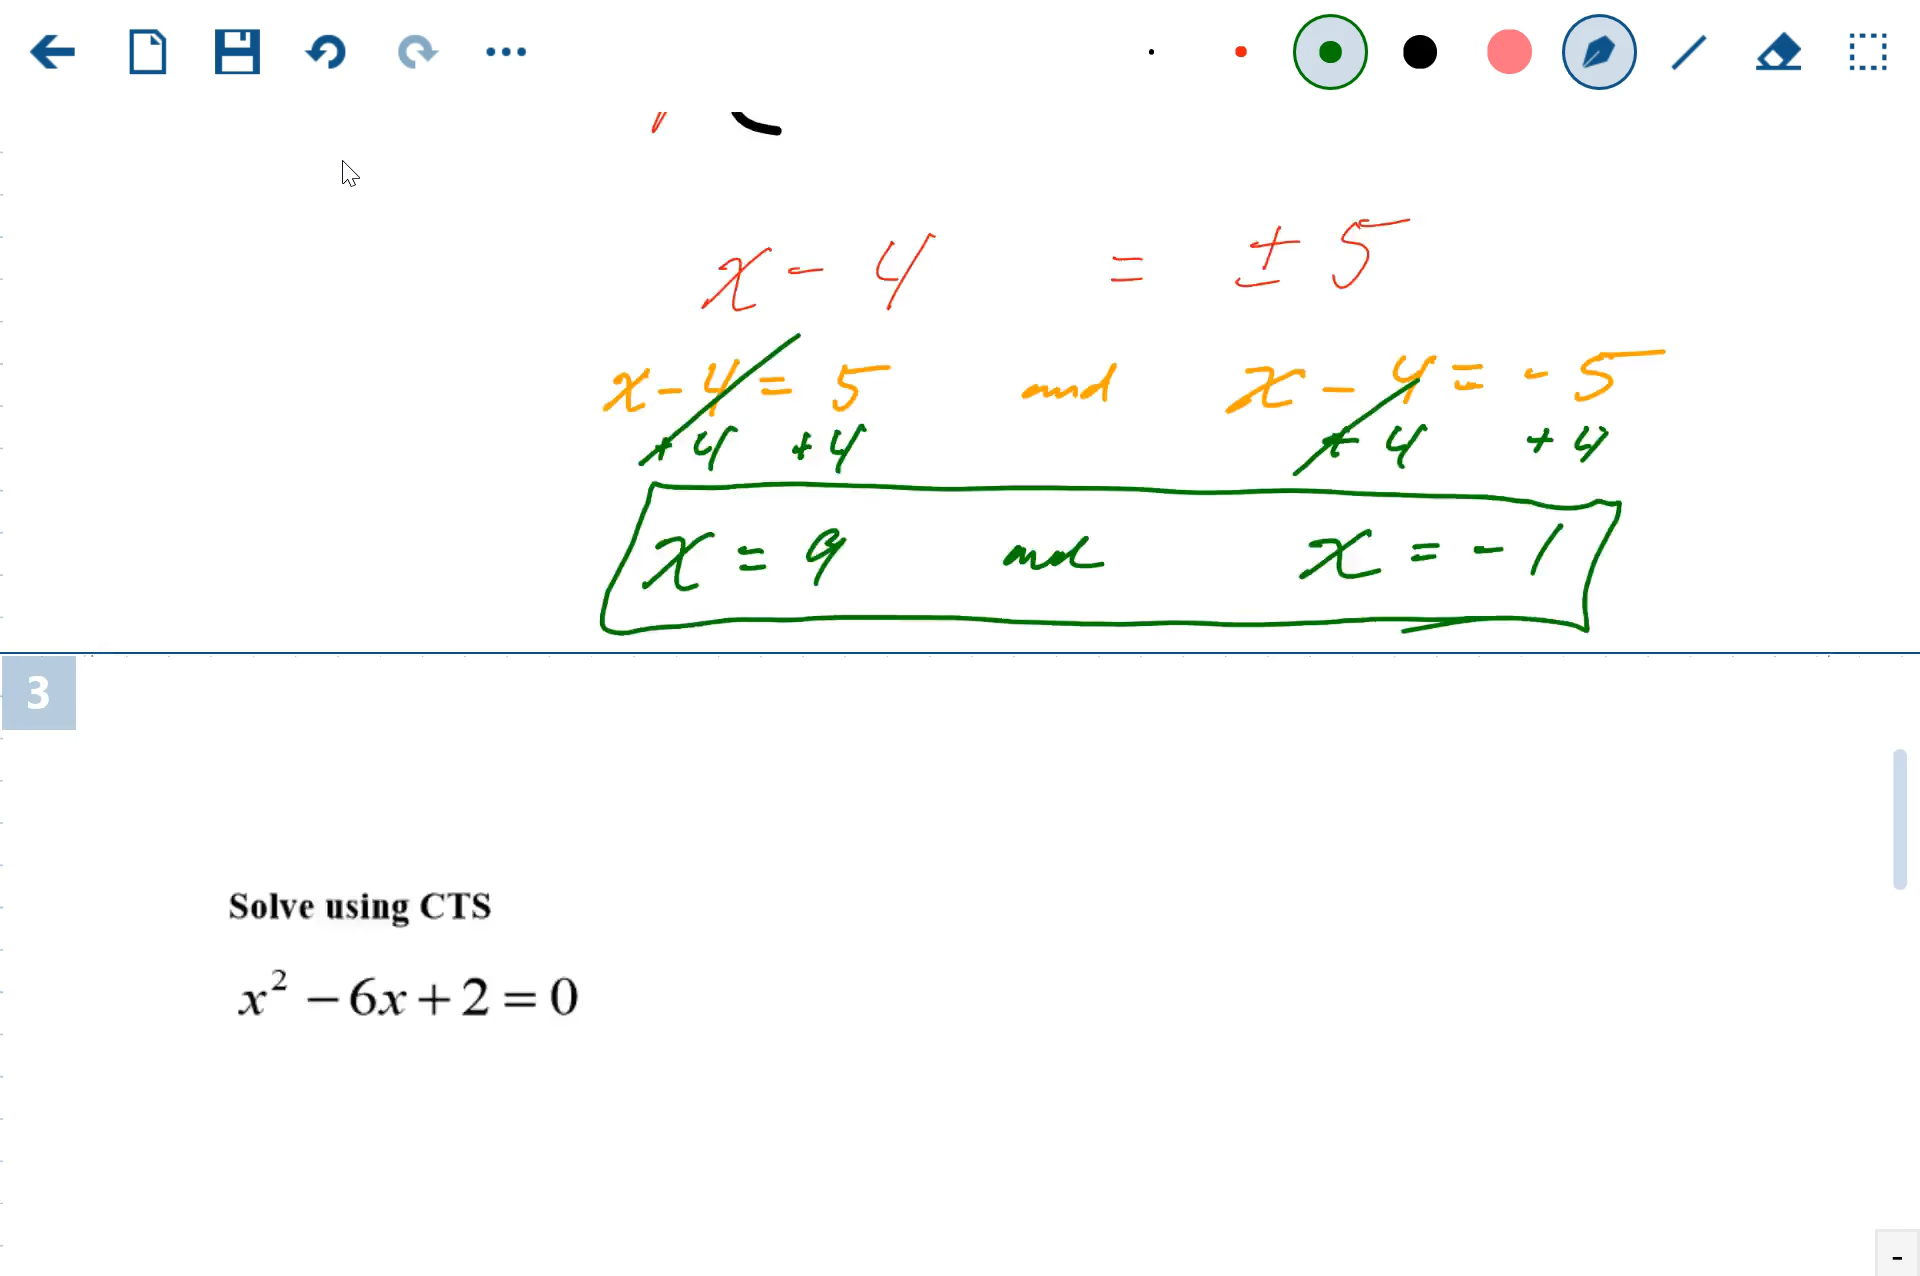 x - 4 = ± 5
x - 4 = 5 and x - 4 = - 5
+ 4 + 4 + 4 + 4
x = 9 and x = - 1
3
Solve using CTS
x² − 6x + 2 = 0
-